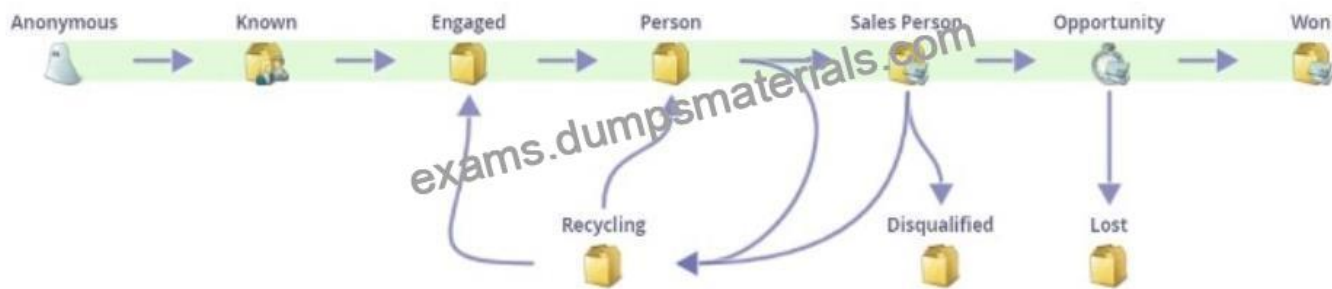 Anonymous Known Engaged Person Sales Person Opportunity Won
exams.dumpsmaterials.com
Recycling Disqualified Lost